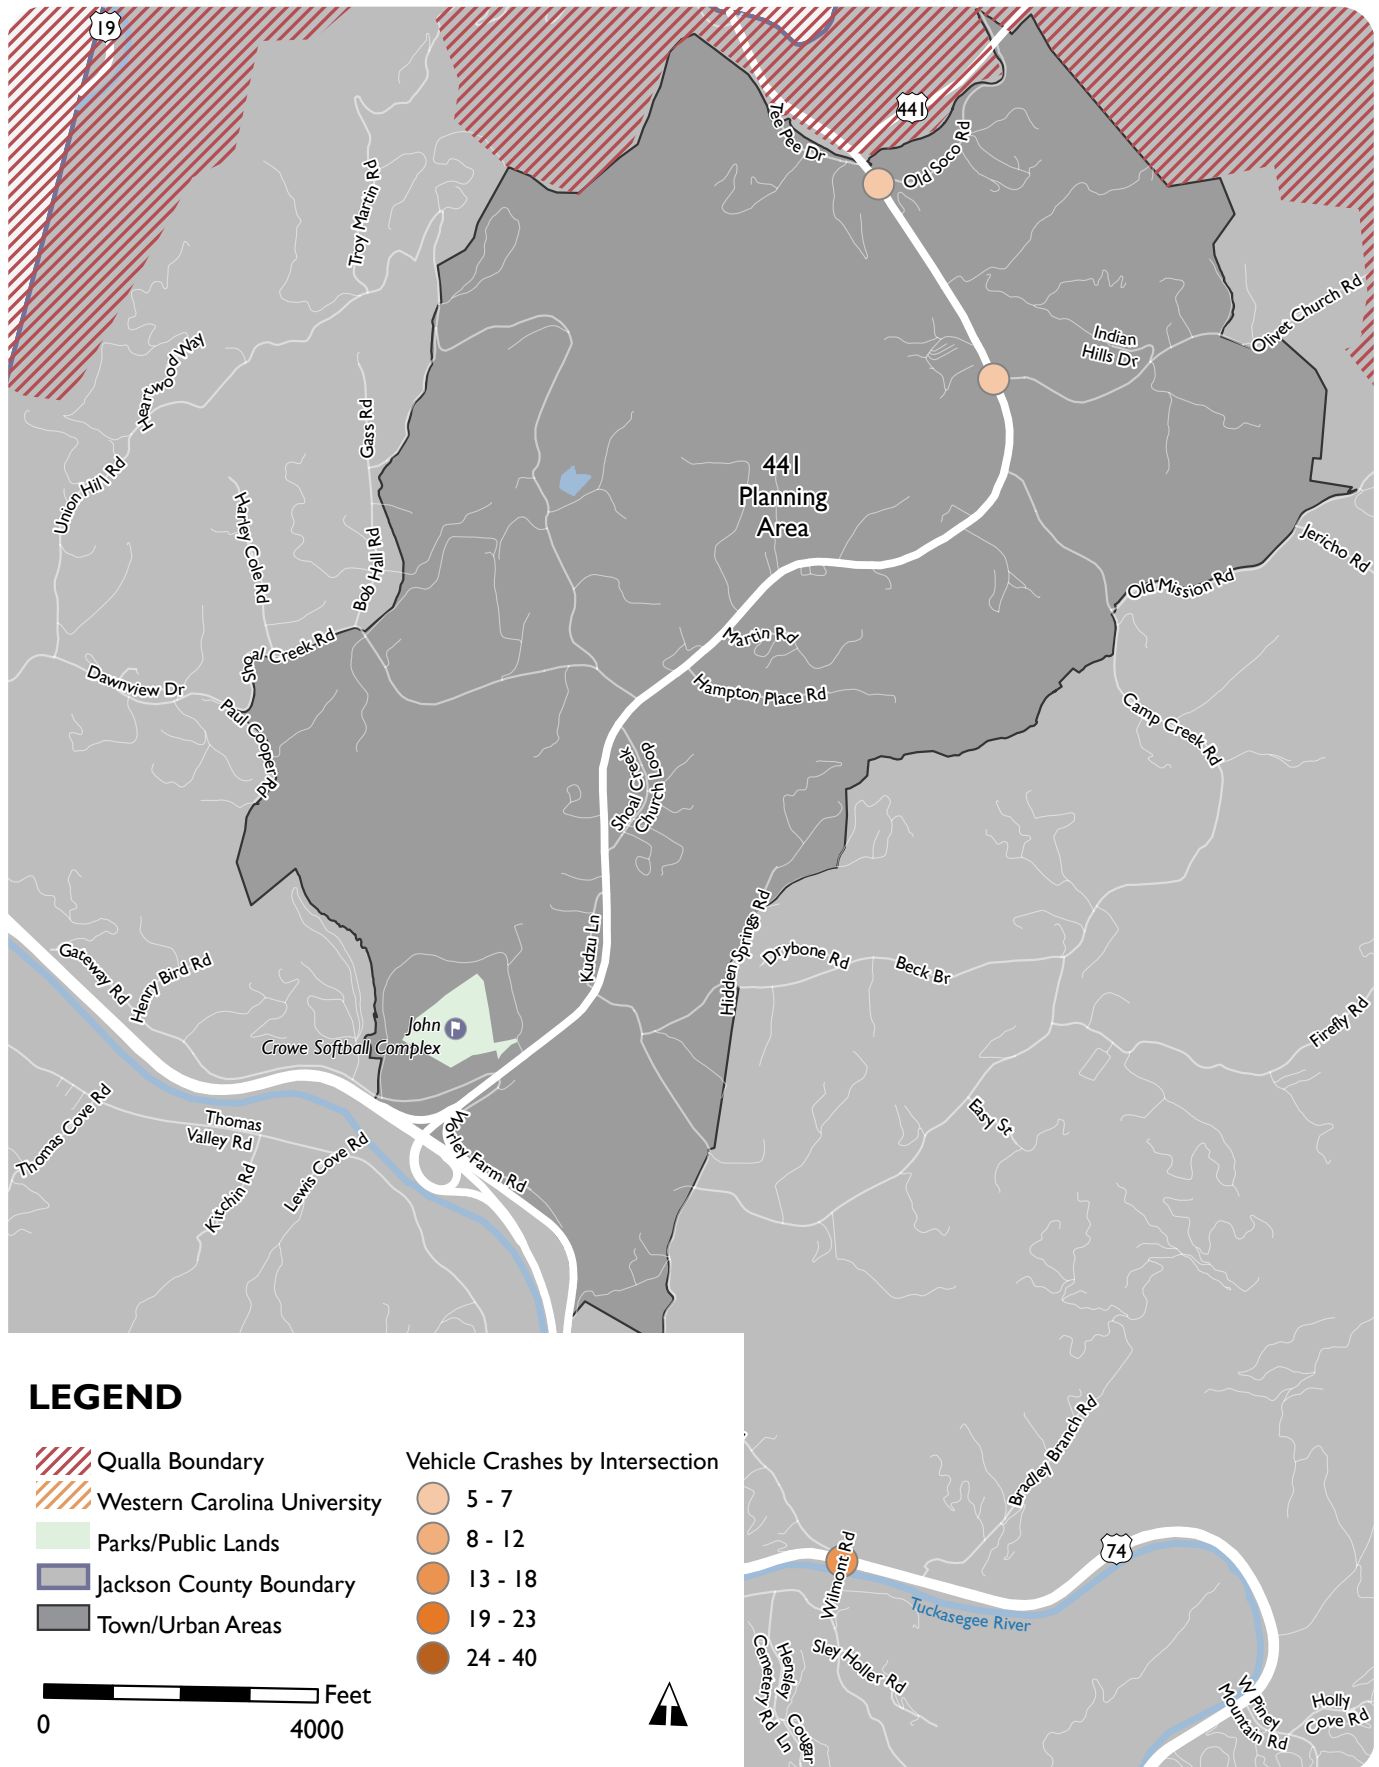 19
441
Tee Pee Dr
Old Soco Rd
Troy Martin Rd
Olivet Church Rd
Indian
Hills Dr
Heartwood Way
Gass Rd
Union Hill Rd
441
Planning
Area
Harley Cole Rd
Bob Hall Rd
Jericho Rd
Old Mission Rd
Martin Rd
Shoal Creek Rd
Dawnview Dr
Hampton Place Rd
Paul Cooper Rd
Camp Creek Rd
Shoal Creek
Church Loop
Kudzu Ln
Hidden Springs Rd
Drybone Rd
Beck Br
Gateway Rd
Henry Bird Rd
Firefly Rd
John
Crowe Softball Complex
Thomas Cove Rd
Thomas
Valley Rd
Worley Farm Rd
Easy St
Lewis Cove Rd
Kitchin Rd
Bradley Branch Rd
74
Wilmont Rd
Tuckasegee River
Sley Holler Rd
Cemetery Rd
Hensley
Cougar
Ln
W Piney
Mountain Rd
Holly
Cove Rd
LEGEND
Qualla Boundary
Western Carolina University
Parks/Public Lands
Jackson County Boundary
Town/Urban Areas
Vehicle Crashes by Intersection
5 - 7
8 - 12
13 - 18
19 - 23
24 - 40
Feet
0
4000